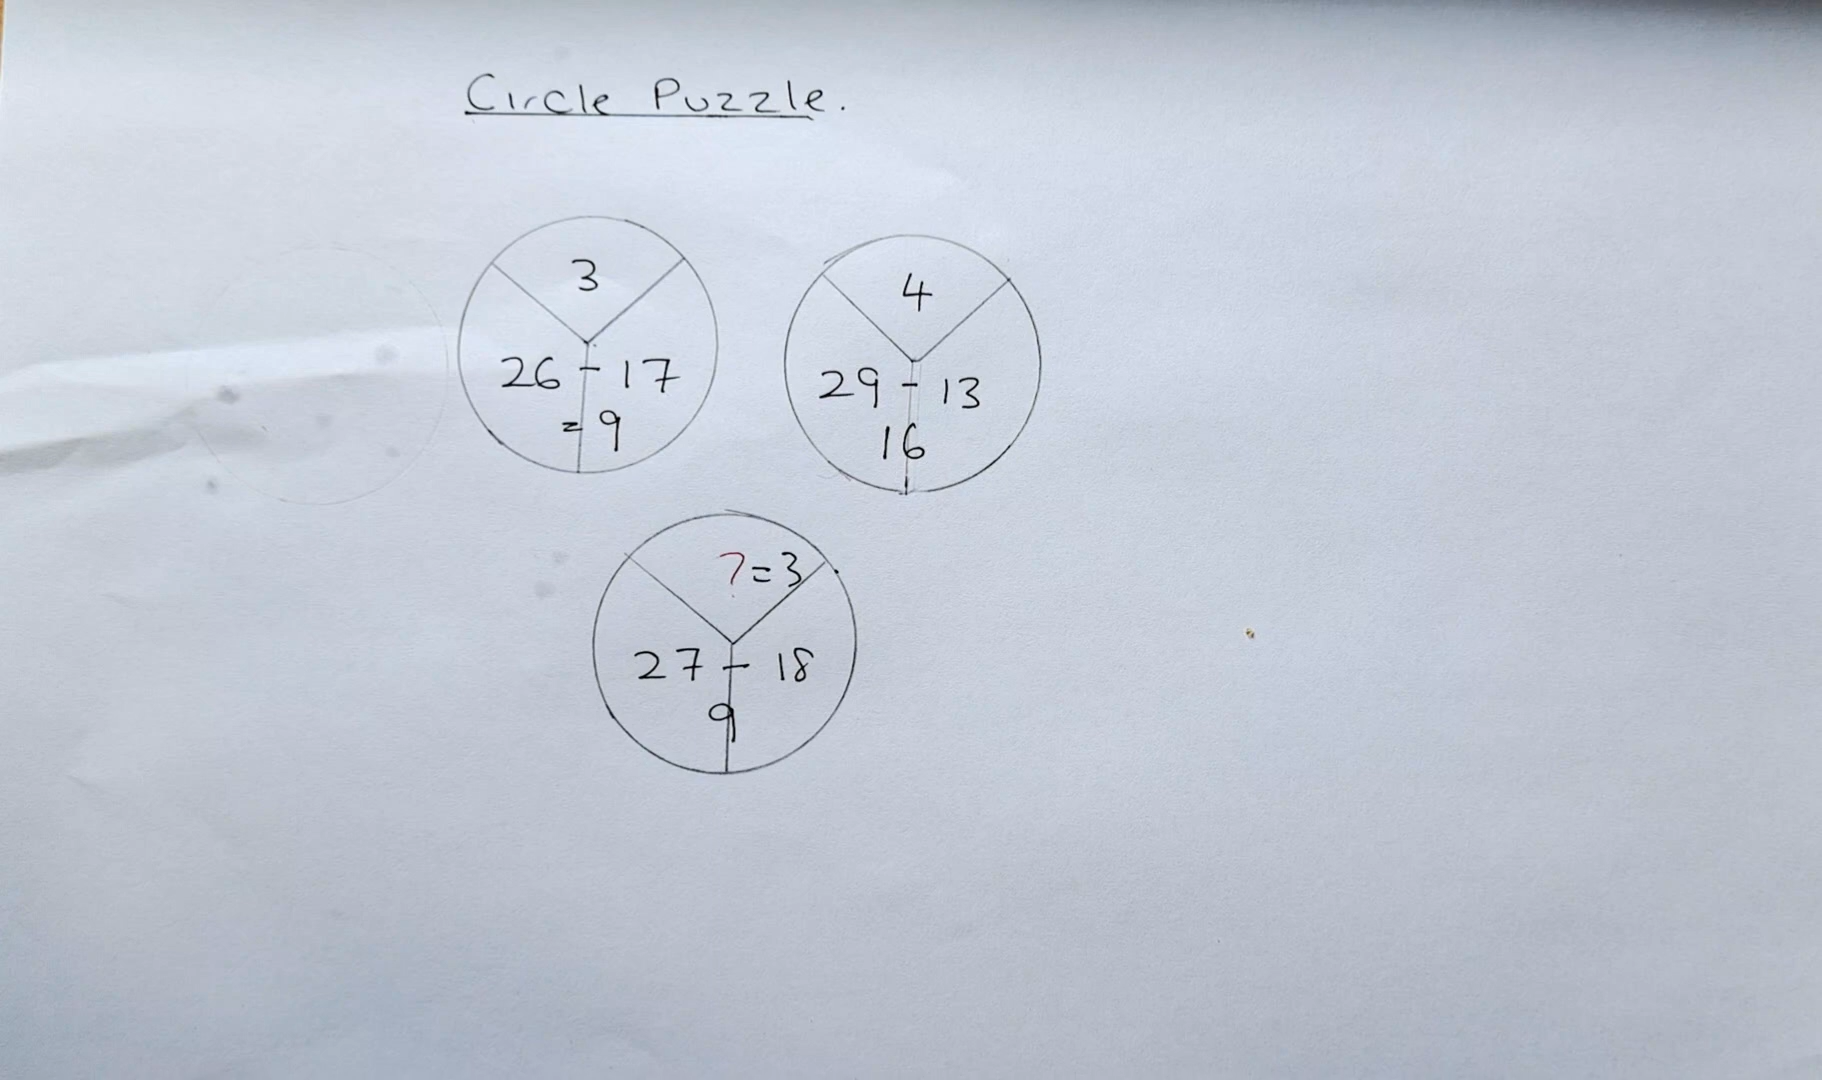 Circle Puzzle.
3
26 - 17
= 9
4
29 - 13
16
?=3
27 - 18
9